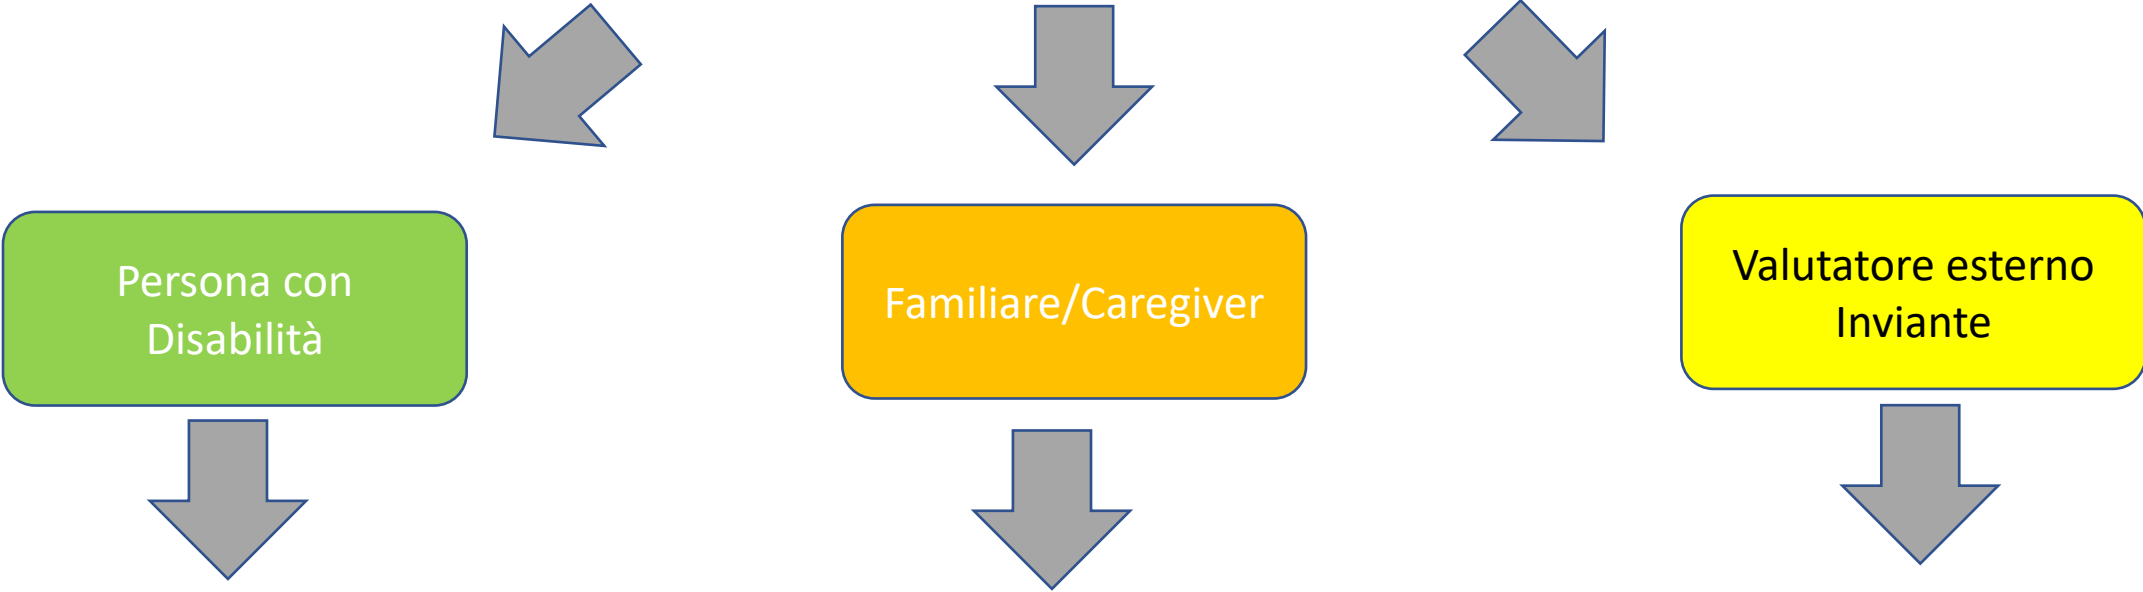 Persona con
Disabilità
Familiare/Caregiver
Valutatore esterno
Inviante